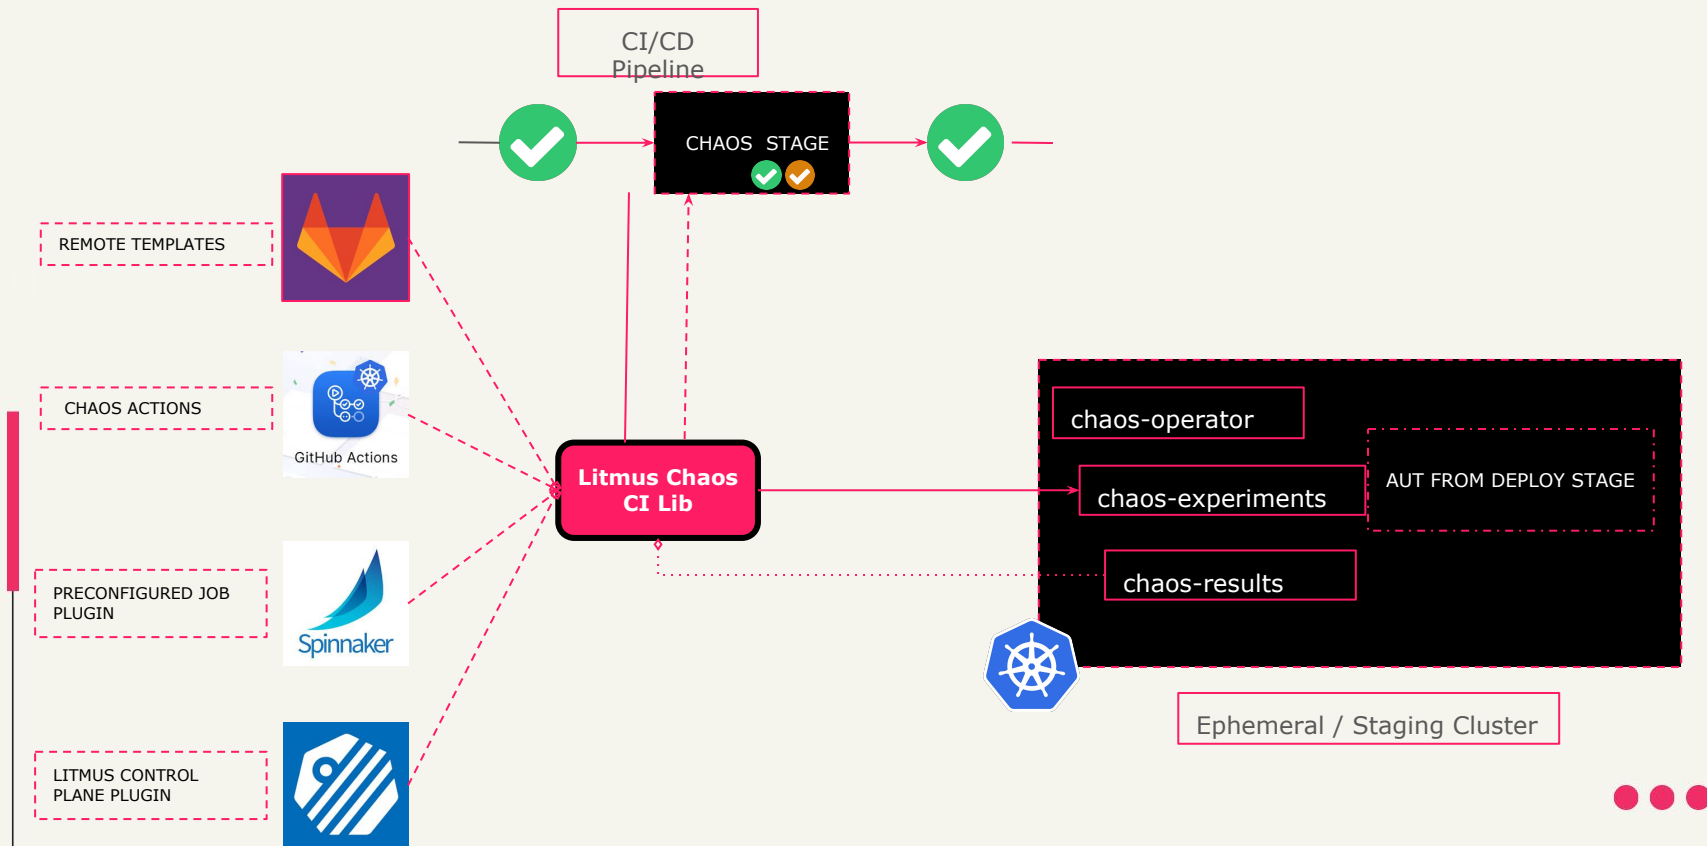 CI/CD
Pipeline
CHAOS STAGE
REMOTE TEMPLATES
CHAOS ACTIONS
GitHub Actions
chaos-operator
AUT FROM DEPLOY STAGE
Litmus Chaos
CI Lib
chaos-experiments
chaos-results
PRECONFIGURED JOB
PLUGIN
Spinnaker
Ephemeral / Staging Cluster
LITMUS CONTROL
PLANE PLUGIN